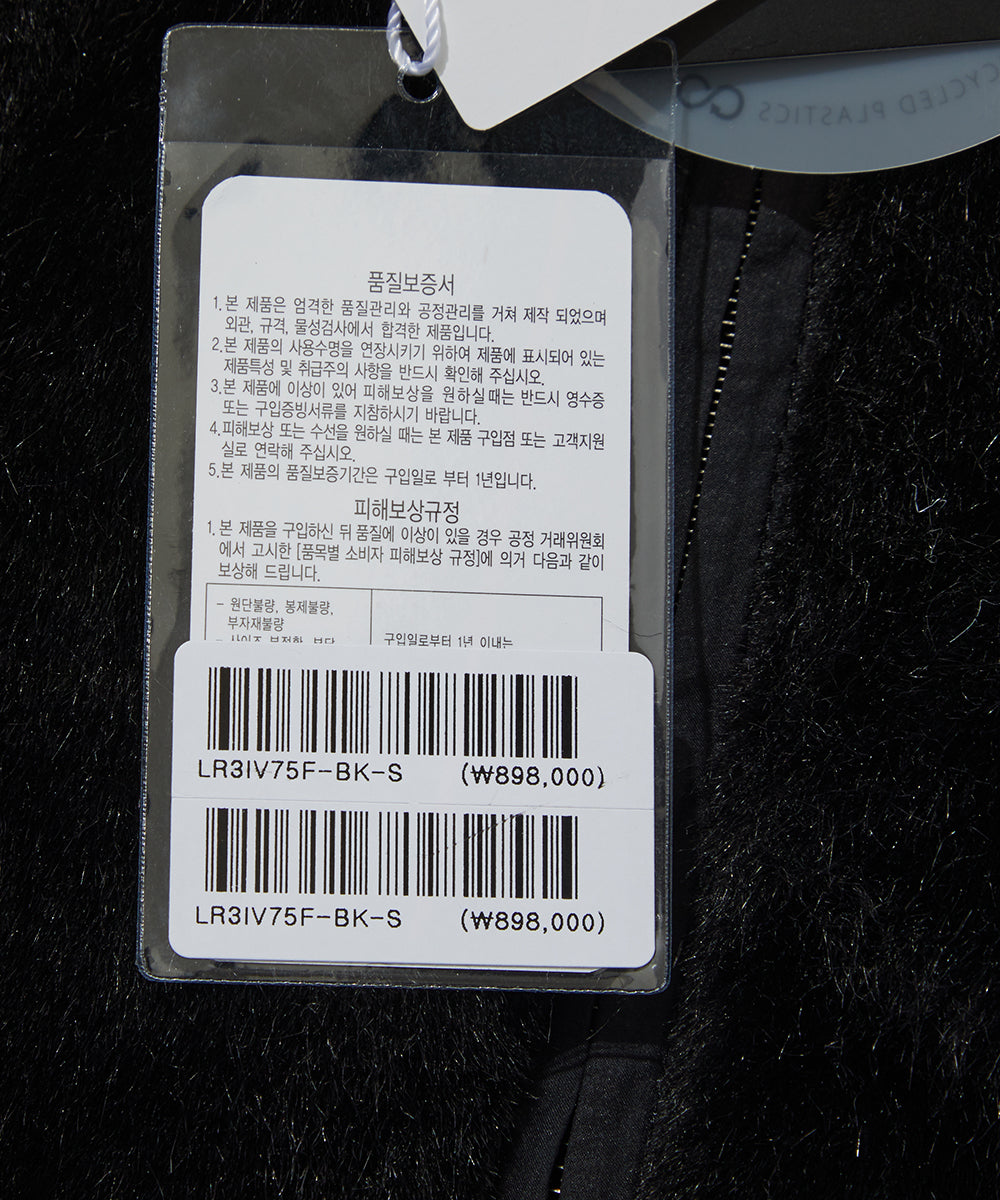 CYCLED PLASTICS
품질보증서
1. 본 제품은 엄격한 품질관리와 공정관리를 거쳐 제작 되었으며
외관, 규격, 물성검사에서 합격한 제품입니다.
2.본 제품의 사용수명을 연장시키기 위하여 제품에 표시되어 있는
제품특성 및 취급주의 사항을 반드시 확인해 주십시오.
3.본 제품에 이상이 있어 피해보상을 원하실 때는 반드시 영수증
또는 구입증빙서류를 지참하시기 바랍니다.
4.피해보상 또는 수선을 원하실 때는 본 제품 구입점 또는 고객지원
실로 연락해 주십시오.
5.본 제품의 품질보증기간은 구입일로 부터 1년입니다.
피해보상규정
1. 본 제품을 구입하신 뒤 품질에 이상이 있을 경우 공정 거래위원회
에서 고시한 [품목별 소비자 피해보상 규정]에 의거 다음과 같이
보상해 드립니다.
- 원단불량, 봉제불량,
부자재불량
구입일로부터 1년 이내는
LR3IV75F-BK-S (₩898,000)
LR3IV75F-BK-S (₩898,000)